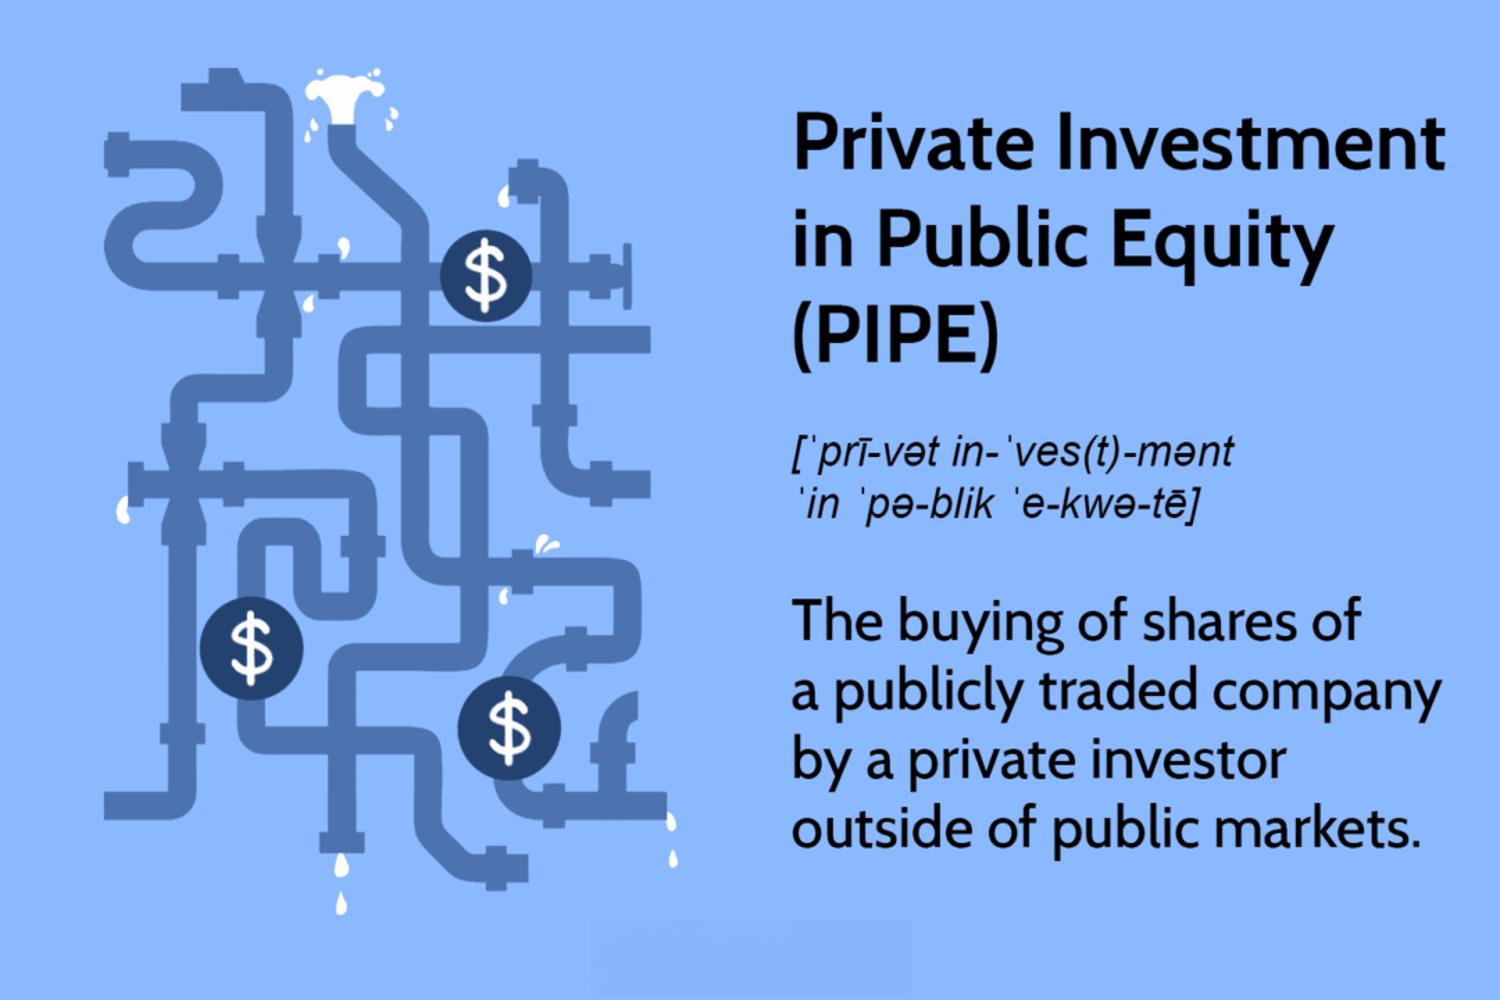 Private Investment
in Public Equity
(PIPE)
[ˈprī-vət in-ˈves(t)-mənt
ˈin ˈpə-blik ˈe-kwə-tē]
The buying of shares of
a publicly traded company
by a private investor
outside of public markets.
$
$
$